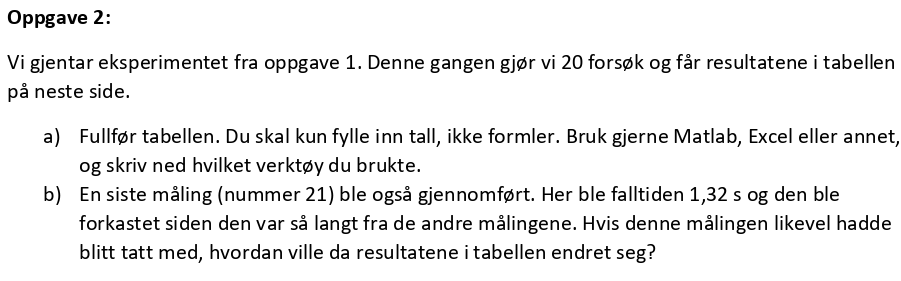 Oppgave 2:
Vi gjentar eksperimentet fra oppgave 1. Denne gangen gjør vi 20 forsøk og får resultatene i tabellen
på neste side.
a) Fullfør tabellen. Du skal kun fylle inn tall, ikke formler. Bruk gjerne Matlab, Excel eller annet,
og skriv ned hvilket verktøy du brukte.
b) En siste måling (nummer 21) ble også gjennomført. Her ble falltiden 1,32 s og den ble
forkastet siden den var så langt fra de andre målingene. Hvis denne målingen likevel hadde
blitt tatt med, hvordan ville da resultatene i tabellen endret seg?